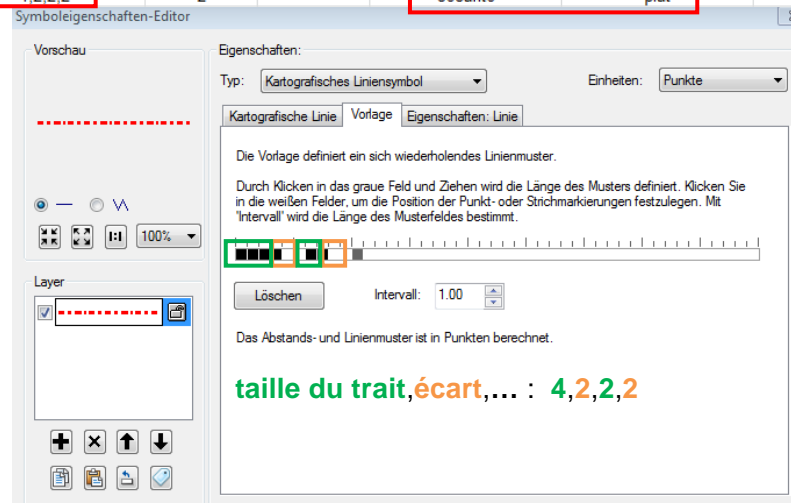 Symboleigenschaften-Editor
Vorschau
Eigenschaften:
Typ: Kartografisches Liniensymbol Einheiten: Punkte
Kartografische Linie Vorlage Eigenschaften: Linie
Die Vorlage definiert ein sich wiederholendes Linienmuster.
Durch Klicken in das graue Feld und Ziehen wird die Länge des Musters definiert. Klicken Sie
in die weißen Felder, um die Position der Punkt- oder Strichmarkierungen festzulegen. Mit
'Intervall' wird die Länge des Musterfeldes bestimmt.
1:1 100%
Layer
Löschen Intervall: 1.00
Das Abstands- und Linienmuster ist in Punkten berechnet.
taille du trait,écart,… : 4,2,2,2